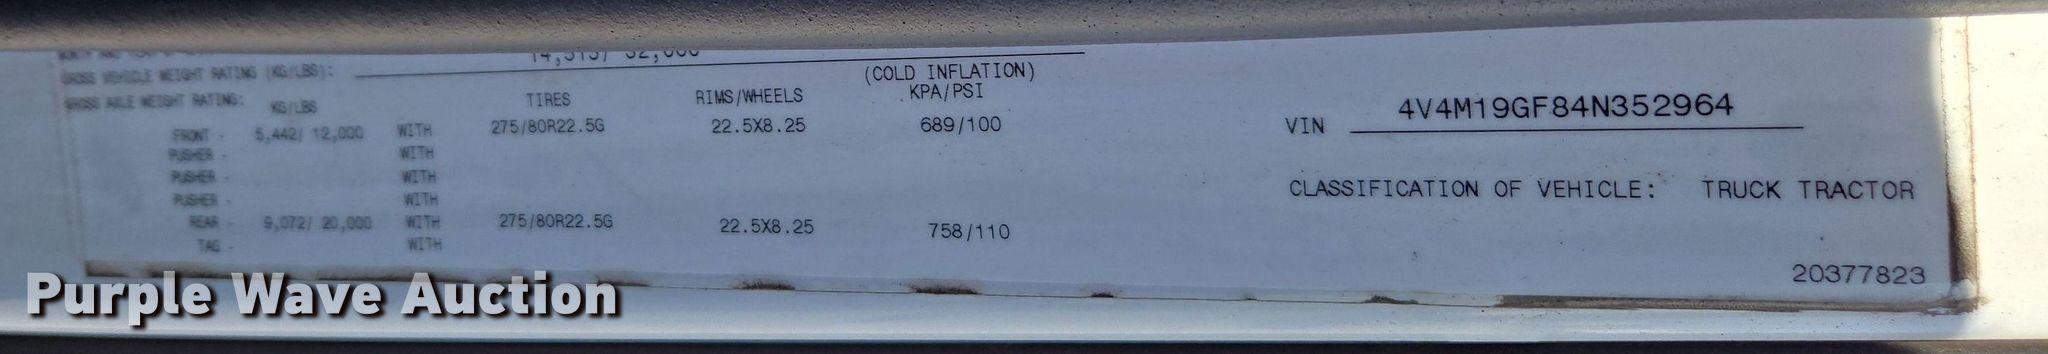 14,515/ 32,000
GROSS VEHICLE WEIGHT RATING (KG/LBS):
GROSS AXLE WEIGHT RATING: KG/LBS TIRES RIMS/WHEELS (COLD INFLATION) KPA/PSI
FRONT - 5,442/ 12,000 WITH 275/80R22.5G 22.5X8.25 689/100
PUSHER - WITH
PUSHER - WITH
PUSHER - WITH
REAR - 9,072/ 20,000 WITH 275/80R22.5G 22.5X8.25 758/110
TAG - WITH
VIN 4V4M19GF84N352964
CLASSIFICATION OF VEHICLE: TRUCK TRACTOR
20377823
Purple Wave Auction